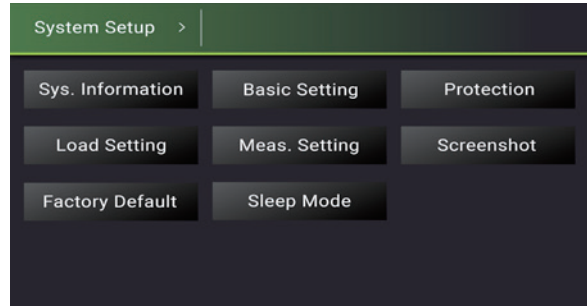 System Setup >
Sys. Information Basic Setting Protection
Load Setting Meas. Setting Screenshot
Factory Default Sleep Mode